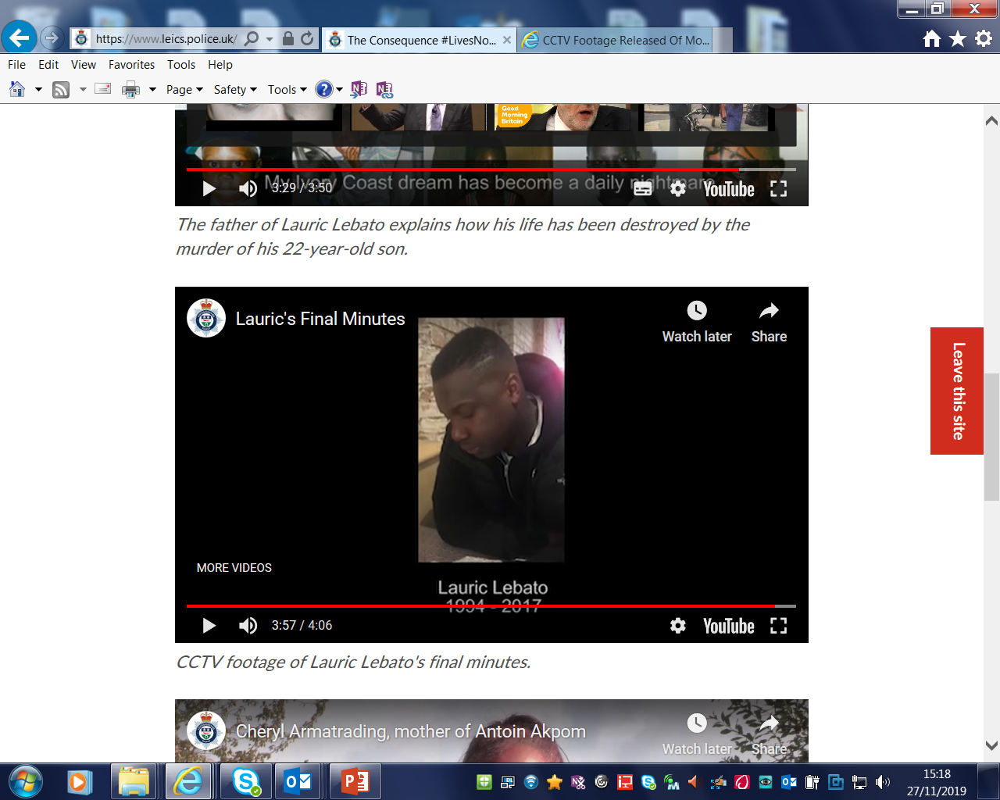 https://www.leics.police.uk/
The Consequence #LivesNo...
CCTV Footage Released Of Mo...
File Edit View Favorites Tools Help
Page Safety Tools
Good
Morning
Britain
My Ivory Coast dream has become a daily nightmare
3:29 / 3:50
YouTube
The father of Lauric Lebato explains how his life has been destroyed by the
murder of his 22-year-old son.
Lauric's Final Minutes
Watch later
Share
Leave this site
MORE VIDEOS
Lauric Lebato
1994 - 2017
3:57 / 4:06
YouTube
CCTV footage of Lauric Lebato's final minutes.
Cheryl Armatrading, mother of Antoin Akpom
Watch later
Share
15:18
27/11/2019